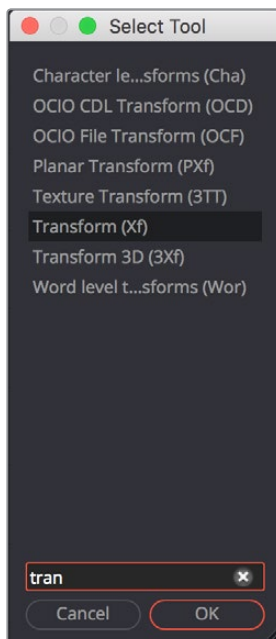 Select Tool
Character le...sforms (Cha)
OCIO CDL Transform (OCD)
OCIO File Transform (OCF)
Planar Transform (PXf)
Texture Transform (3TT)
Transform (Xf)
Transform 3D (3Xf)
Word level t...sforms (Wor)
tran
Cancel OK